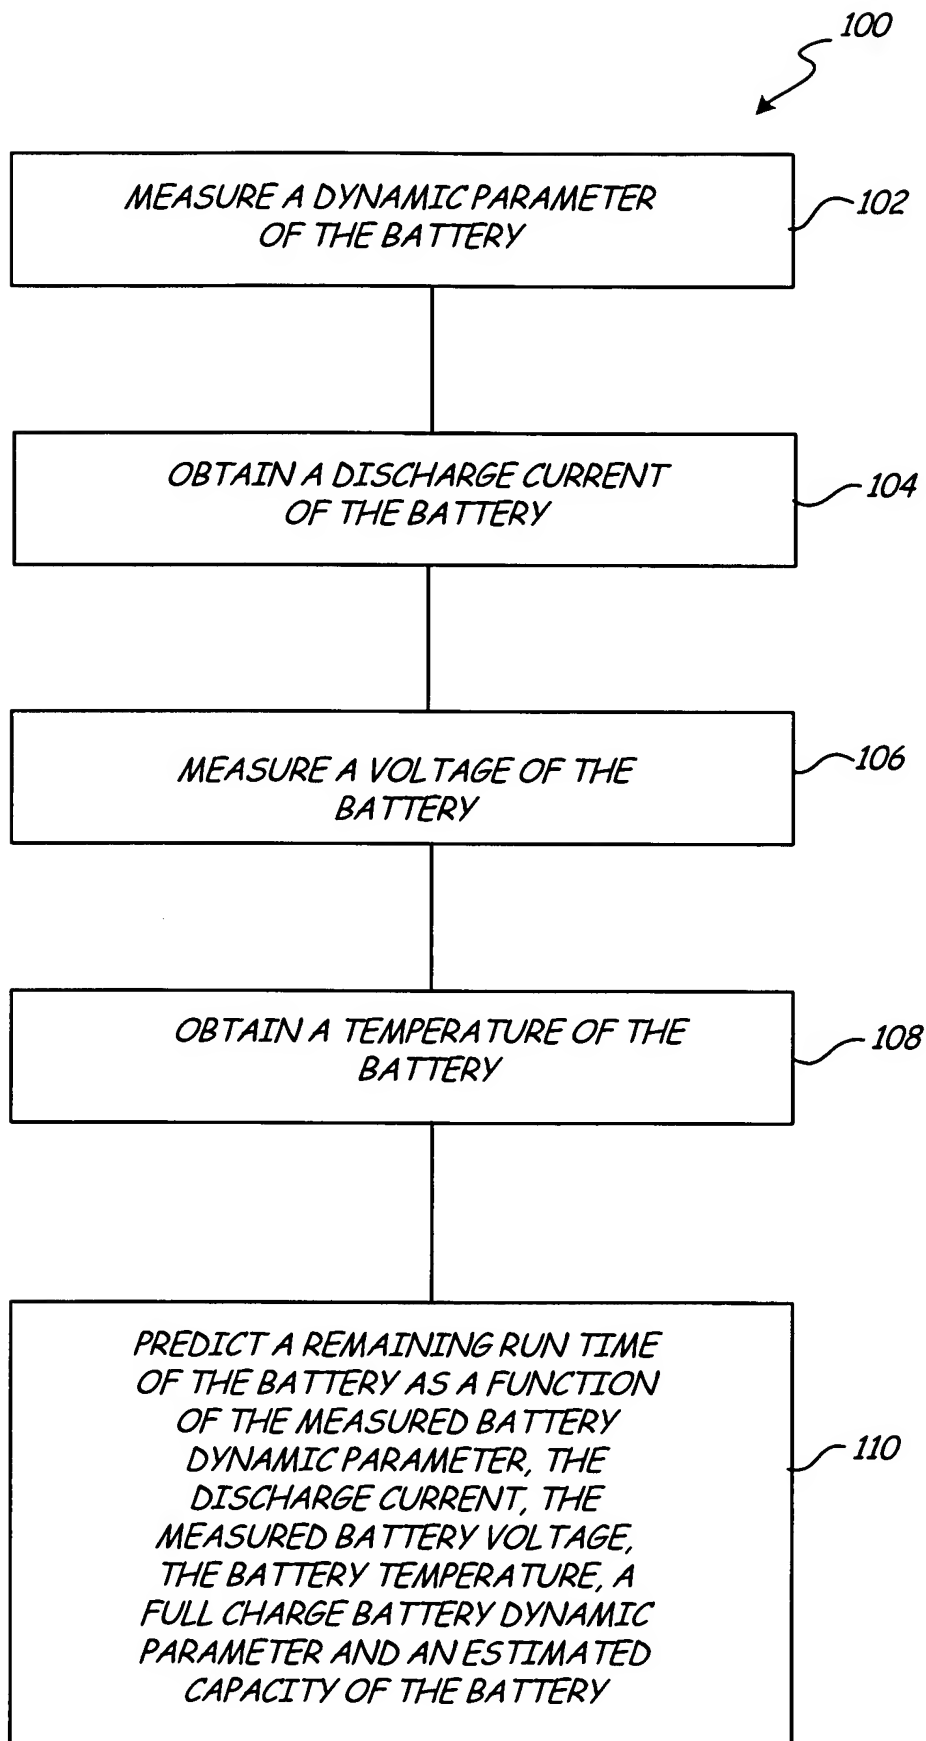 100
MEASURE A DYNAMIC PARAMETER
OF THE BATTERY
102
OBTAIN A DISCHARGE CURRENT
OF THE BATTERY
104
MEASURE A VOLTAGE OF THE
BATTERY
106
OBTAIN A TEMPERATURE OF THE
BATTERY
108
PREDICT A REMAINING RUN TIME
OF THE BATTERY AS A FUNCTION
OF THE MEASURED BATTERY
DYNAMIC PARAMETER, THE
DISCHARGE CURRENT, THE
MEASURED BATTERY VOLTAGE,
THE BATTERY TEMPERATURE, A
FULL CHARGE BATTERY DYNAMIC
PARAMETER AND AN ESTIMATED
CAPACITY OF THE BATTERY
110